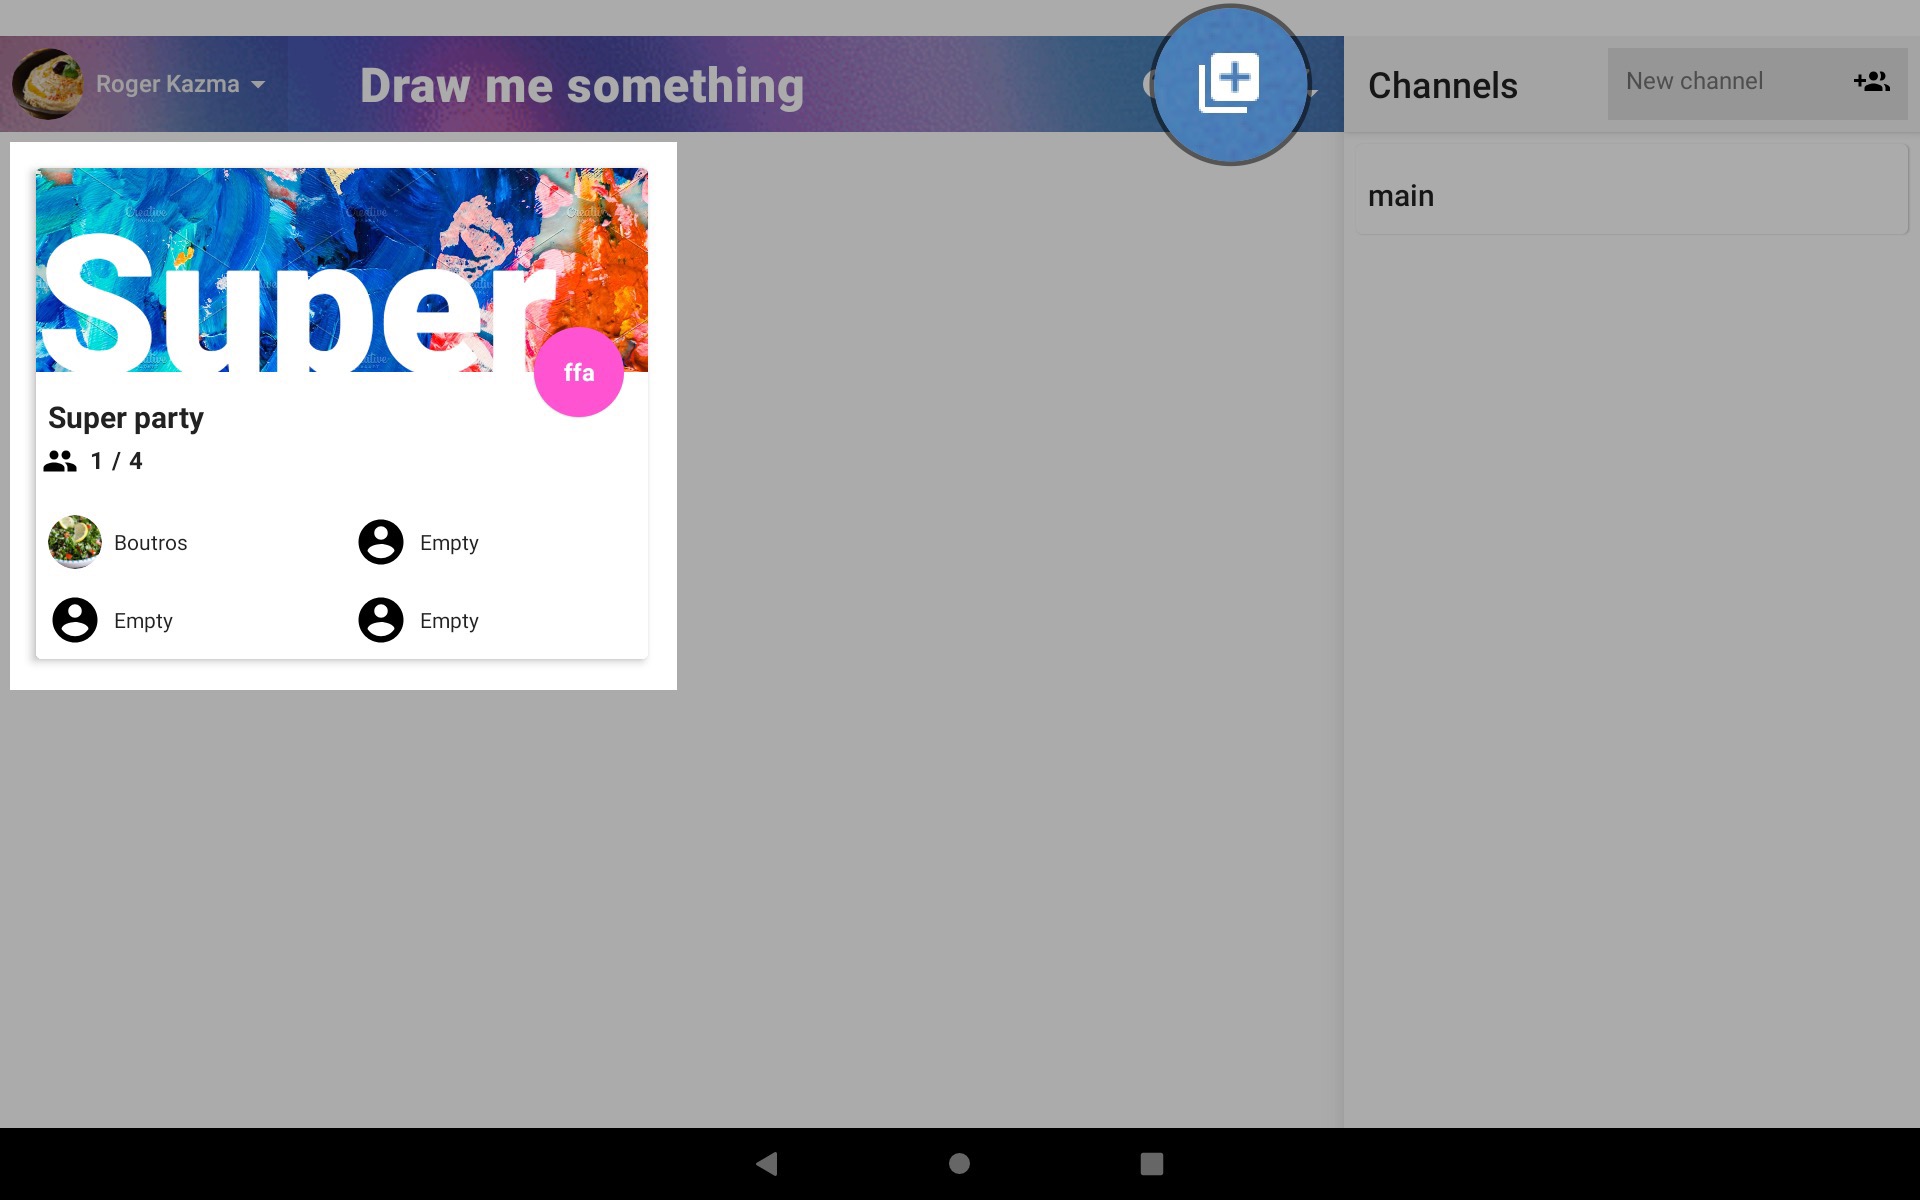 Roger Kazma
Draw me something
Channels
New channel
main
Super
ffa
Super party
1 / 4
Boutros
Empty
Empty
Empty